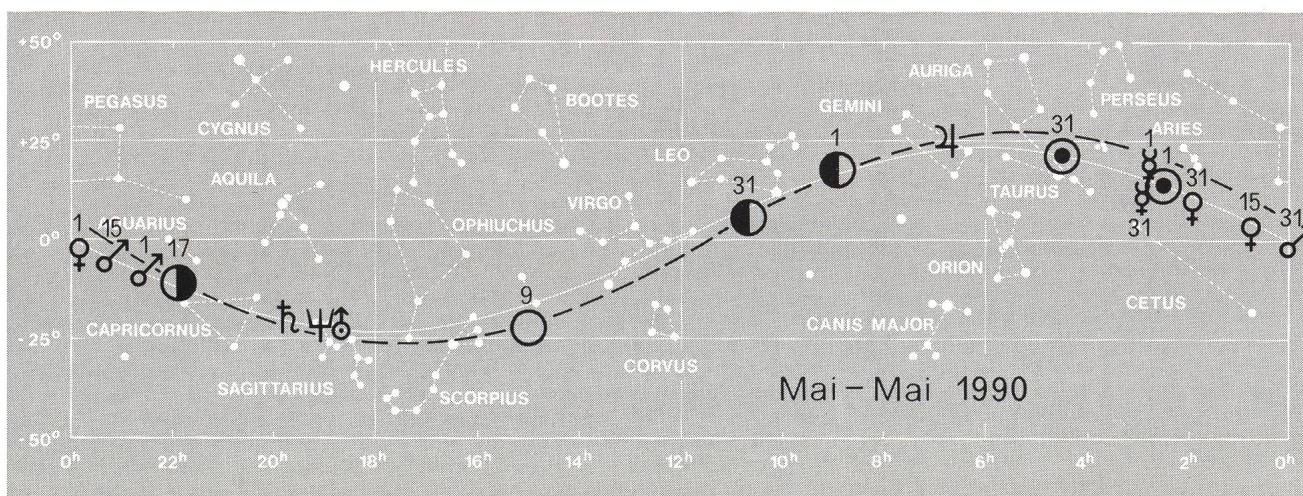 +50°
HERCULES
AURIGA
PEGASUS
BOOTES
GEMINI
PERSEUS
CYGNUS
31
+25°
1
1
ARIES
LEO
1
AQUILA
31
TAURUS
31
VIRGO
15
AQUARIUS
OPHIUCHUS
31
1
15
1
17
31
0°
9
ORION
CAPRICORNUS
CANIS MAJOR
CETUS
-25°
CORVUS
SAGITTARIUS
SCORPIUS
Mai – Mai 1990
-50°
0h 22h 20h 18h 16h 14h 12h 10h 8h 6h 4h 2h 0h